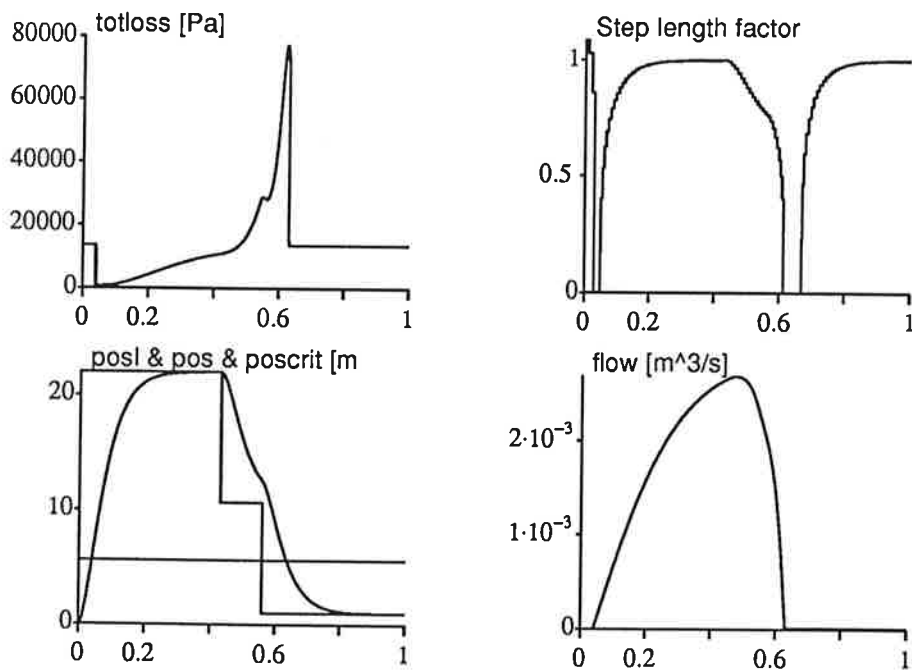 totloss [Pa]
80000
60000
40000
20000
0
0 0.2 0.6 1
Step length factor
1
0.5
0
0 0.2 0.6 1
posl & pos & poscrit [m
20
10
0
0 0.2 0.6 1
flow [m^3/s]
2·10⁻³
1·10⁻³
0
0 0.2 0.6 1